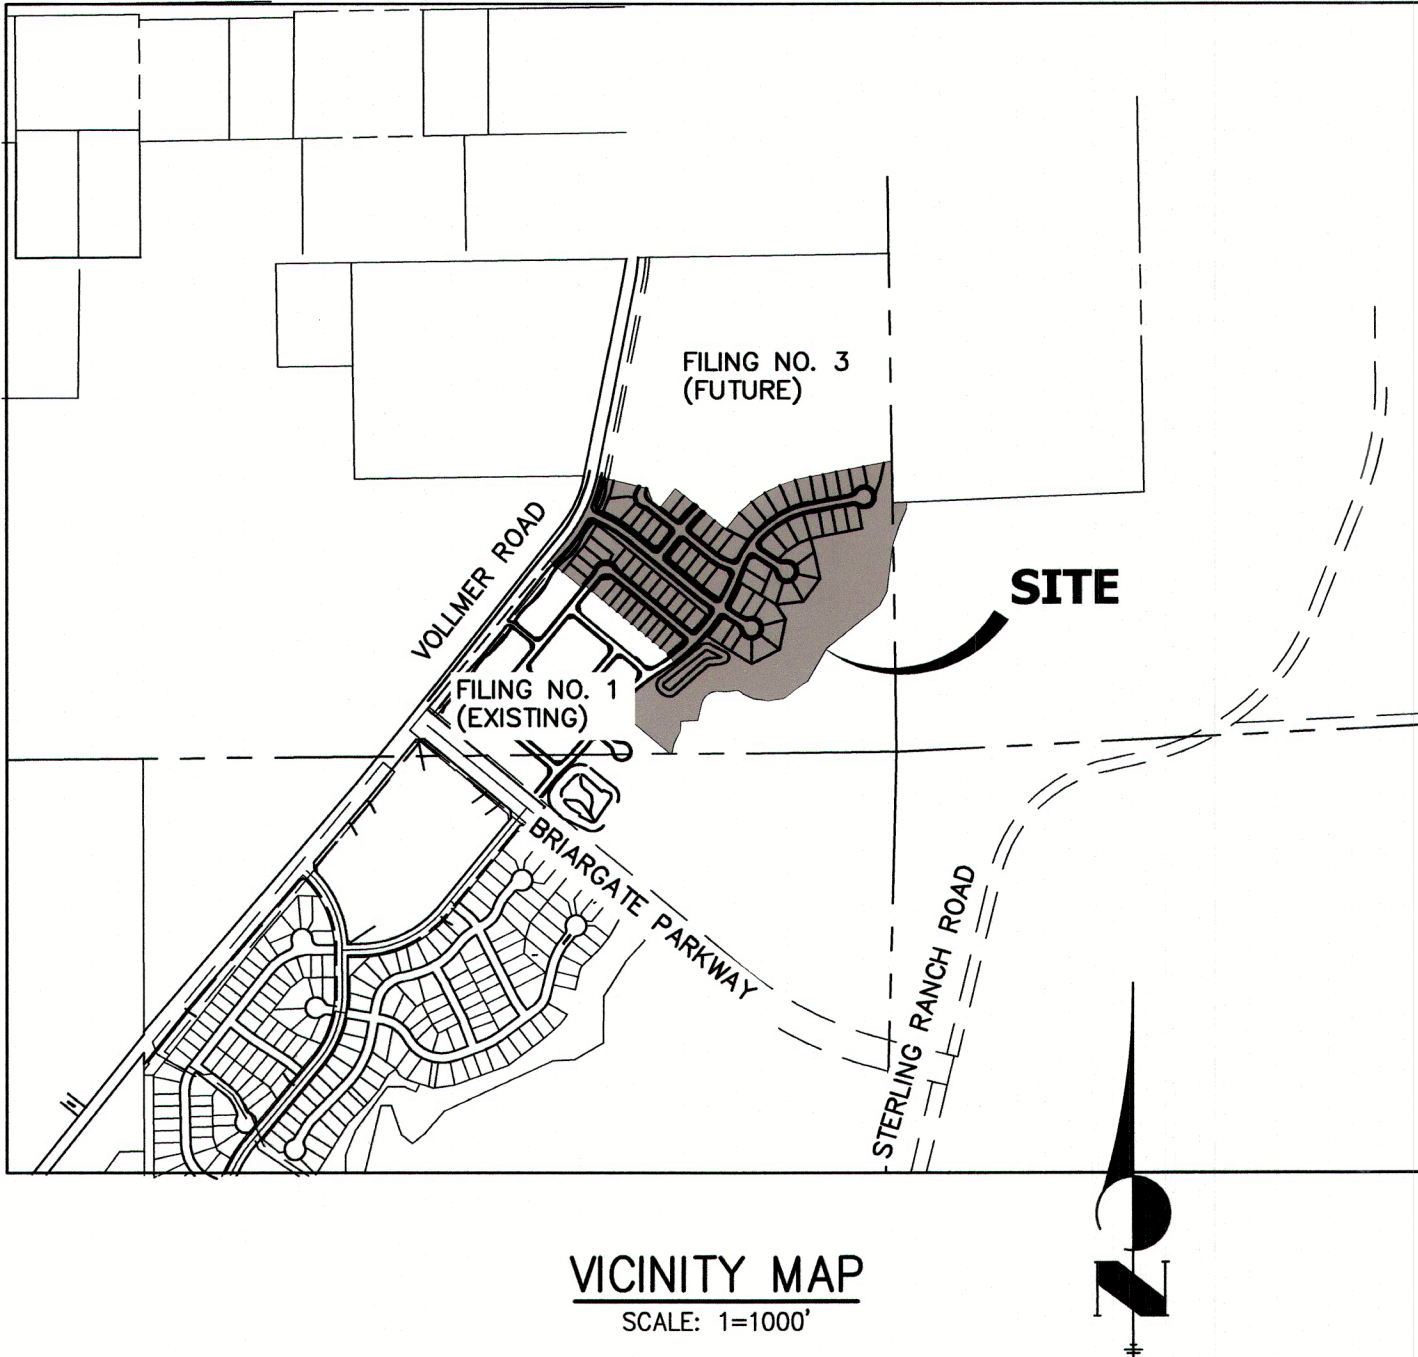 FILING NO. 3
(FUTURE)
VOLLMER ROAD
SITE
FILING NO. 1
(EXISTING)
BRIARGATE PARKWAY
STERLING RANCH ROAD
N
VICINITY MAP
SCALE: 1=1000'